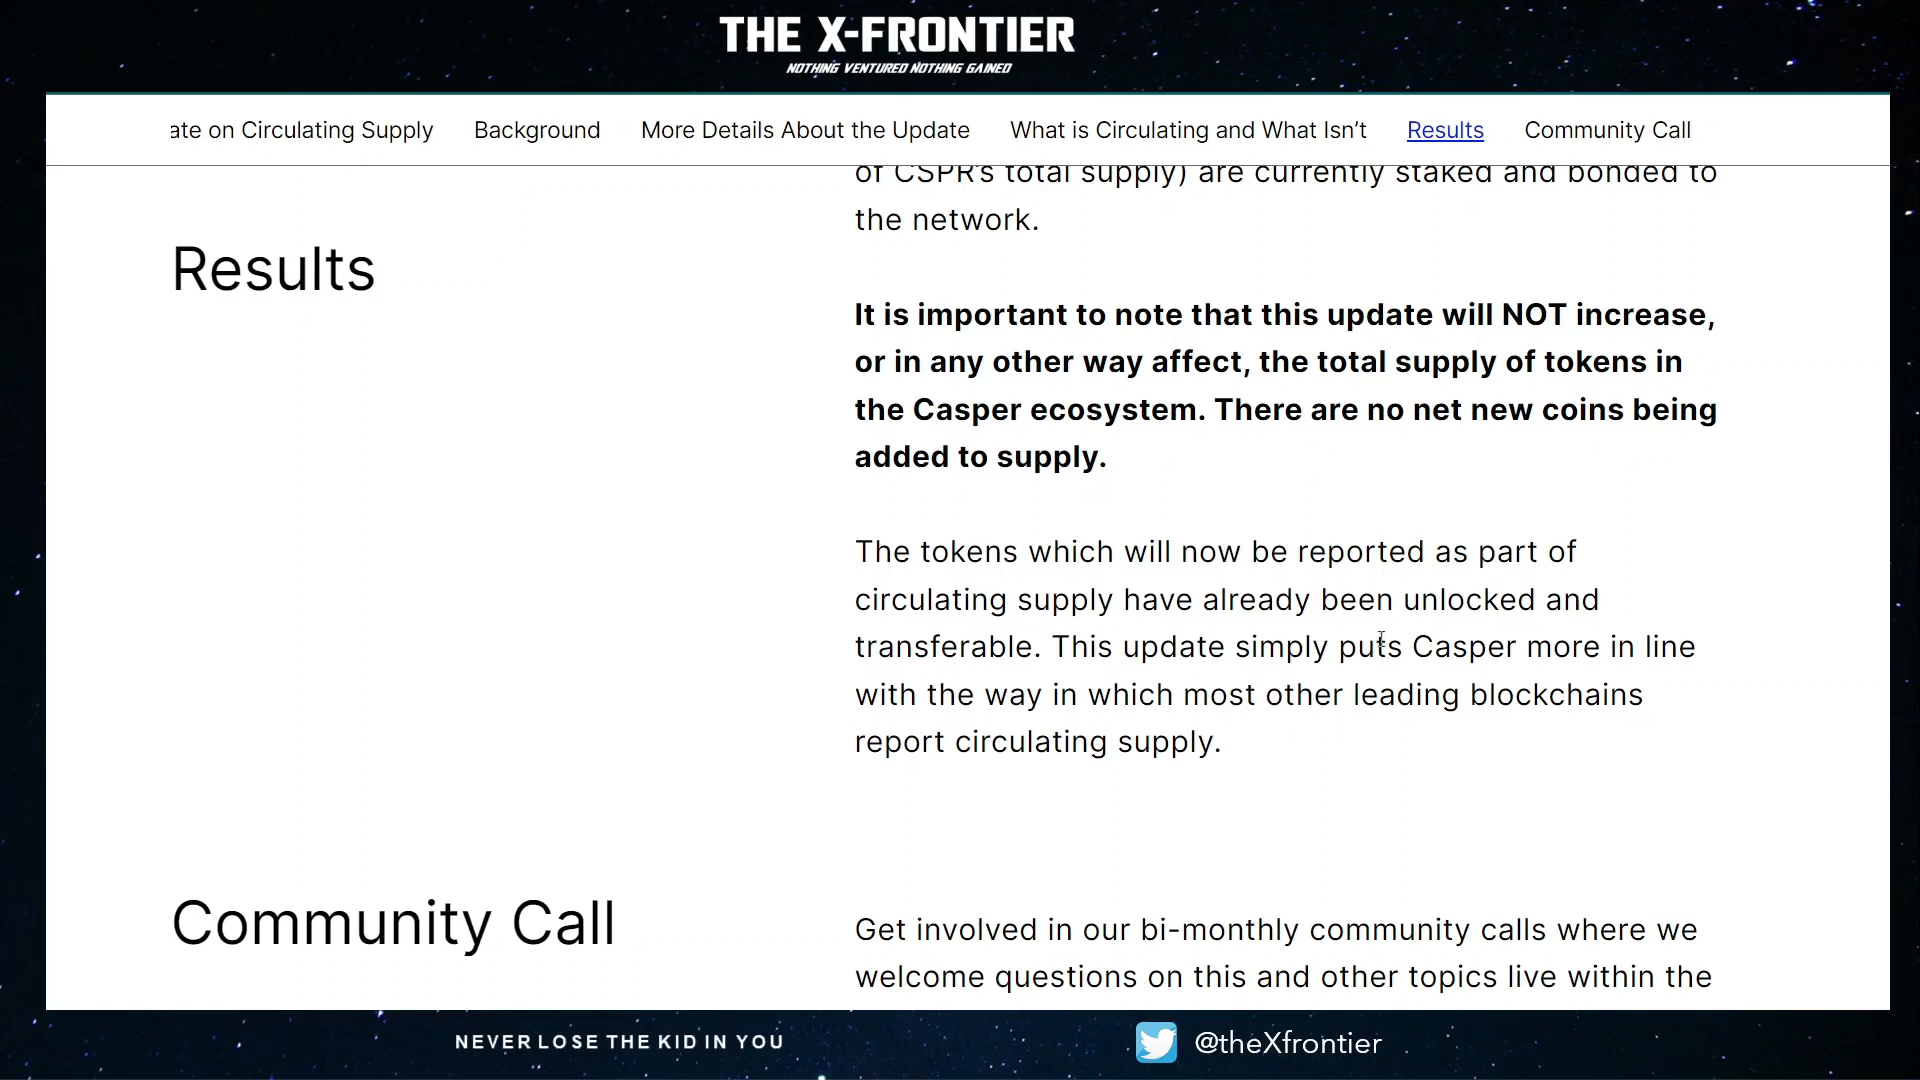 THE X-FRONTIER
NOTHING VENTURED NOTHING GAINED
ate on Circulating Supply Background More Details About the Update What is Circulating and What Isn’t Results Community Call
of CSPR's total supply) are currently staked and bonded to
the network.
Results
It is important to note that this update will NOT increase,
or in any other way affect, the total supply of tokens in
the Casper ecosystem. There are no net new coins being
added to supply.
The tokens which will now be reported as part of
circulating supply have already been unlocked and
transferable. This update simply puts Casper more in line
with the way in which most other leading blockchains
report circulating supply.
Community Call
Get involved in our bi-monthly community calls where we
welcome questions on this and other topics live within the
NEVER LOSE THE KID IN YOU
@theXfrontier